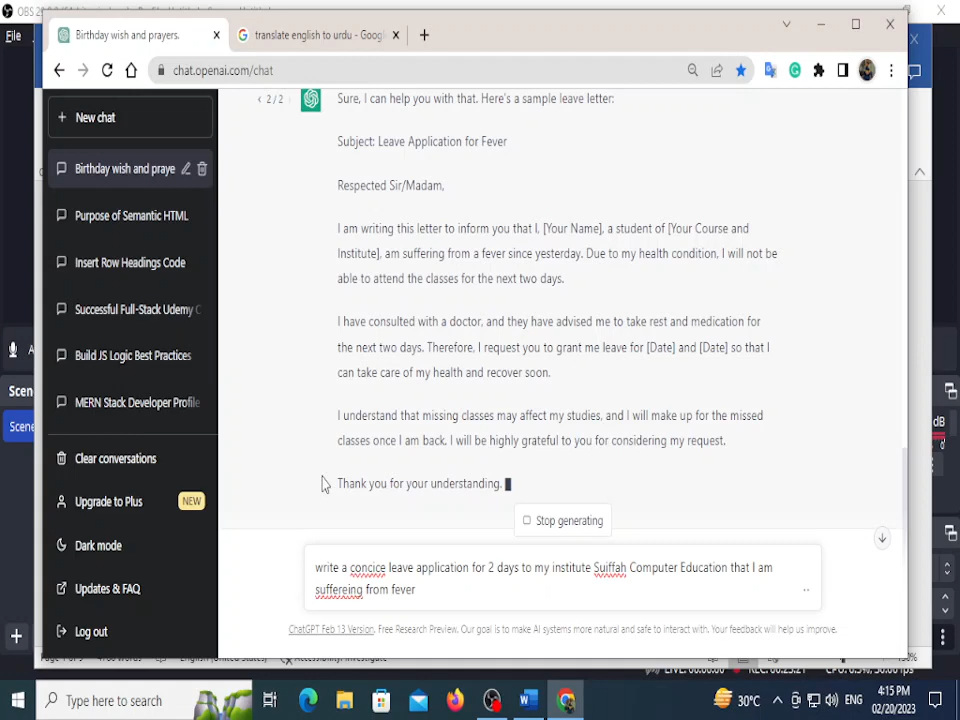 OBS 2
Birthday wish and prayers.
translate english to urdu - Googl
File
chat.openai.com/chat
New chat
Birthday wish and praye
Purpose of Semantic HTML
Insert Row Headings Code
Successful Full-Stack Udemy C
Build JS Logic Best Practices
MERN Stack Developer Profile
Clear conversations
Upgrade to Plus NEW
Dark mode
Updates & FAQ
Log out
2 / 2
Sure, I can help you with that. Here's a sample leave letter:
Subject: Leave Application for Fever
Respected Sir/Madam,
I am writing this letter to inform you that I, [Your Name], a student of [Your Course and
Institute], am suffering from a fever since yesterday. Due to my health condition, I will not be
able to attend the classes for the next two days.
I have consulted with a doctor, and they have advised me to take rest and medication for
the next two days. Therefore, I request you to grant me leave for [Date] and [Date] so that I
can take care of my health and recover soon.
I understand that missing classes may affect my studies, and I will make up for the missed
classes once I am back. I will be highly grateful to you for considering my request.
Thank you for your understanding.
Stop generating
write a concice leave application for 2 days to my institute Suiffah Computer Education that I am
suffereing from fever
ChatGPT Feb 13 Version. Free Research Preview. Our goal is to make AI systems more natural and safe to interact with. Your feedback will help us improve.
Scen
Scene
dB
Type here to search
30°C
ENG
4:15 PM
02/20/2023